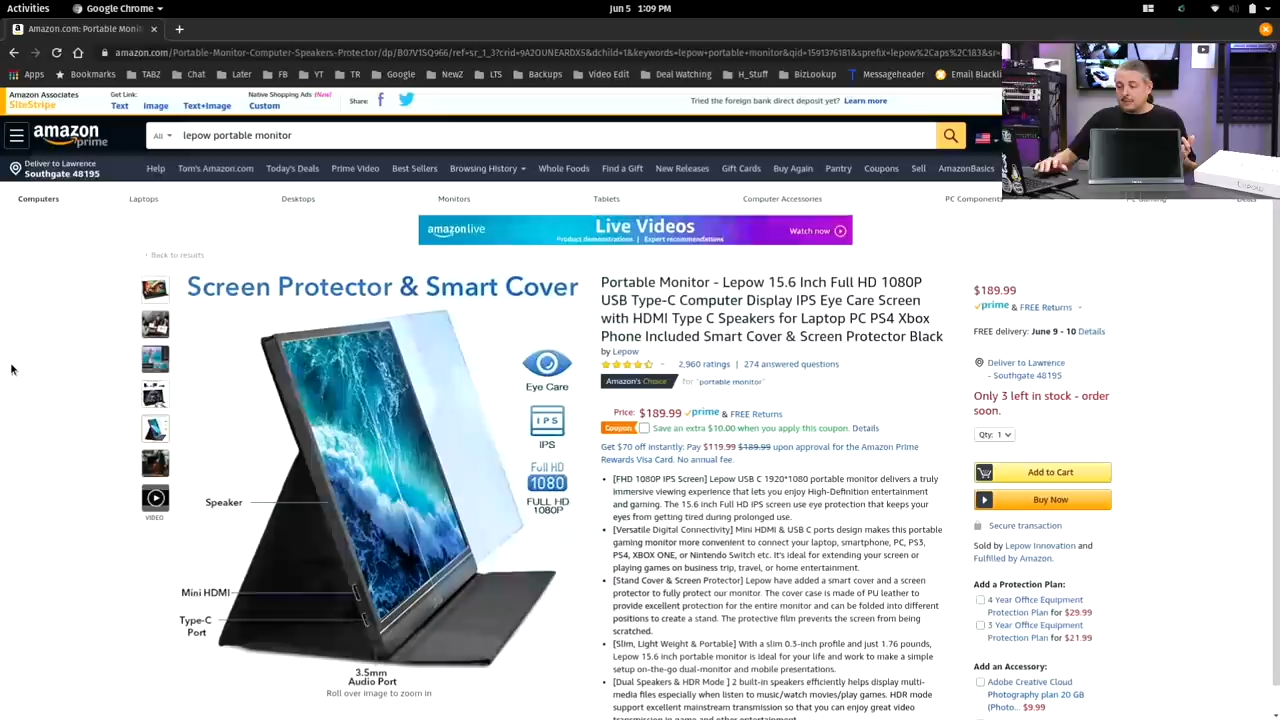 Activities
Google Chrome
Jun 5 1:09 PM
Amazon.com: Portable Moni
amazon.com/Portable-Monitor-Computer-Speakers-Protector/dp/B07V1SQ966/ref=sr_1_3?crid=9A2OUNEARDX5&dchild=1&keywords=lepow+portable+monitor&qid=1591376181&sprefix=lepow%2Caps%2C183&sr=
Apps Bookmarks TABZ Chat Later FB YT TR Google NewZ LTS Backups Video Edit Deal Watching H_Stuff BizLookup Messageheader Email Blackli
Amazon Associates
SiteStripe
Get Link:
Text Image Text+Image
Native Shopping Ads (New!)
Custom
Share:
Tried the foreign bank direct deposit yet? Learn more
amazon prime
All
lepow portable monitor
Deliver to Lawrence
Southgate 48195
Help Tom'sAmazon.com Today's Deals Prime Video Best Sellers Browsing History Whole Foods Find a Gift New Releases Gift Cards Buy Again Pantry Coupons Sell AmazonBasics
Computers Laptops Desktops Monitors Tablets Computer Accessories PC Components
amazonlive
Live Videos
Product demonstrations | Expert recommendations
Watch now
‹ Back to results
Screen Protector & Smart Cover
Eye Care
IPS
IPS
Full HD
1080
FULL HD
1080P
Speaker
Mini HDMI
Type-C
Port
3.5mm
Audio Port
Roll over image to zoom in
VIDEO
Portable Monitor - Lepow 15.6 Inch Full HD 1080P
USB Type-C Computer Display IPS Eye Care Screen
with HDMI Type C Speakers for Laptop PC PS4 Xbox
Phone Included Smart Cover & Screen Protector Black
by Lepow
2,960 ratings | 274 answered questions
Amazon's Choice for "portable monitor"
Price: $189.99 prime & FREE Returns
Coupon Save an extra $10.00 when you apply this coupon. Details
Get $70 off instantly: Pay $119.99 $189.99 upon approval for the Amazon Prime
Rewards Visa Card. No annual fee.
[FHD 1080P IPS Screen] Lepow USB C 1920*1080 portable monitor delivers a truly
immersive viewing experience that lets you enjoy High-Definition entertainment
and gaming. The 15.6 inch Full HD IPS screen use eye protection that keeps your
eyes from getting tired during prolonged use.
[Versatile Digital Connectivity] Mini HDMI & USB C ports design makes this portable
gaming monitor more convenient to connect your laptop, smartphone, PC, PS3,
PS4, XBOX ONE, or Nintendo Switch etc. It's ideal for extending your screen or
playing games on business trip, travel, or home entertainment.
[Stand Cover & Screen Protector] Lepow have added a smart cover and a screen
protector to fully protect our monitor. The cover case is made of PU leather to
provide excellent protection for the entire monitor and can be folded into different
positions to create a stand. The protective film prevents the screen from being
scratched.
[Slim, Light Weight & Portable] With a slim 0.3-inch profile and just 1.76 pounds,
Lepow 15.6 inch portable monitor is ideal for your life and work to make a simple
setup on-the-go dual-monitor and mobile presentations.
[Dual Speakers & HDR Mode ] 2 built-in speakers efficiently helps display multi-
media files especially when listen to music/watch movies/play games. HDR mode
support excellent mainstream transmission so that you can enjoy great video
transmission in game and other entertainment.
$189.99
prime & FREE Returns
FREE delivery: June 9 - 10 Details
Deliver to Lawrence
- Southgate 48195
Only 3 left in stock - order
soon.
Qty: 1
Add to Cart
Buy Now
Secure transaction
Sold by Lepow Innovation and
Fulfilled by Amazon.
Add a Protection Plan:
4 Year Office Equipment
Protection Plan for $29.99
3 Year Office Equipment
Protection Plan for $21.99
Add an Accessory:
Adobe Creative Cloud
Photography plan 20 GB
(Photo... $9.99